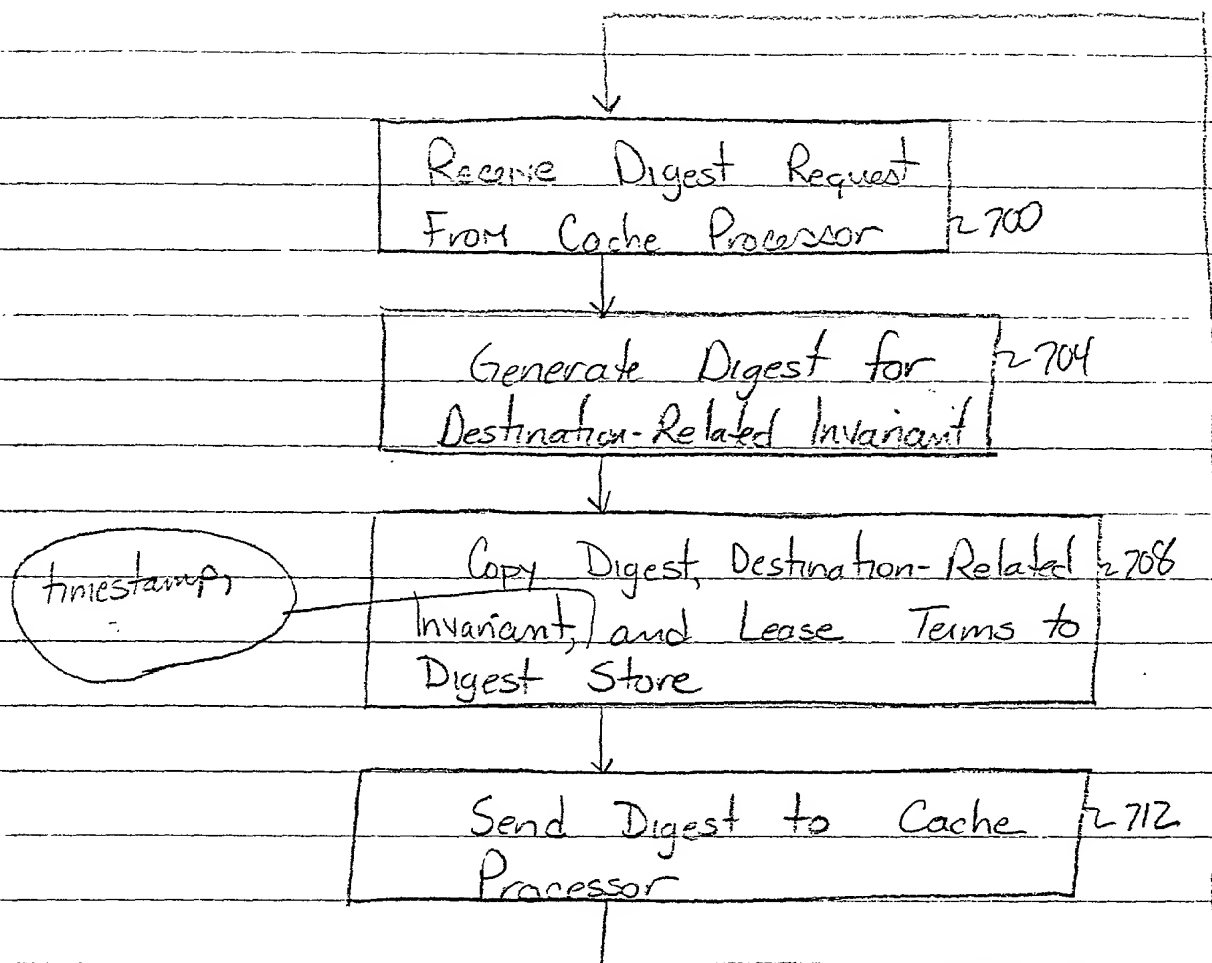 Receive Digest Request
From Cache Processor 700
Generate Digest for 704
Destination-Related Invariant
timestamp,
Copy Digest, Destination-Related 708
Invariant, and Lease Terms to
Digest Store
Send Digest to Cache 712
Processor